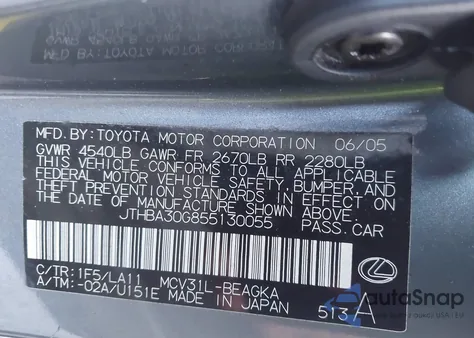 MFD. BY: TOYOTA MOTOR CORPORATION 06/05
GVWR 4540LB GAWR FR 2670LB RR 2280LB
THIS VEHICLE CONFORMS TO ALL APPLICABLE
FEDERAL MOTOR VEHICLE SAFETY, BUMPER, AND
THEFT PREVENTION STANDARDS IN EFFECT ON
THE DATE OF MANUFACTURE SHOWN ABOVE.
JTHBA30G855130055 PASS.CAR
C/TR: 1F5/LA11 MCV31L-BEAGKA
A/TM: -02A/U151E MADE IN JAPAN 513 A
autoSnap